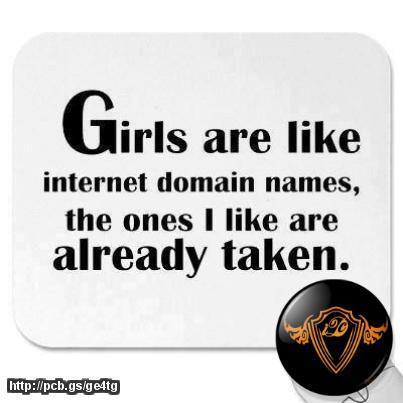 Girls are like
internet domain names,
the ones I like are
already taken.
http://pcb.gs/ge4tg